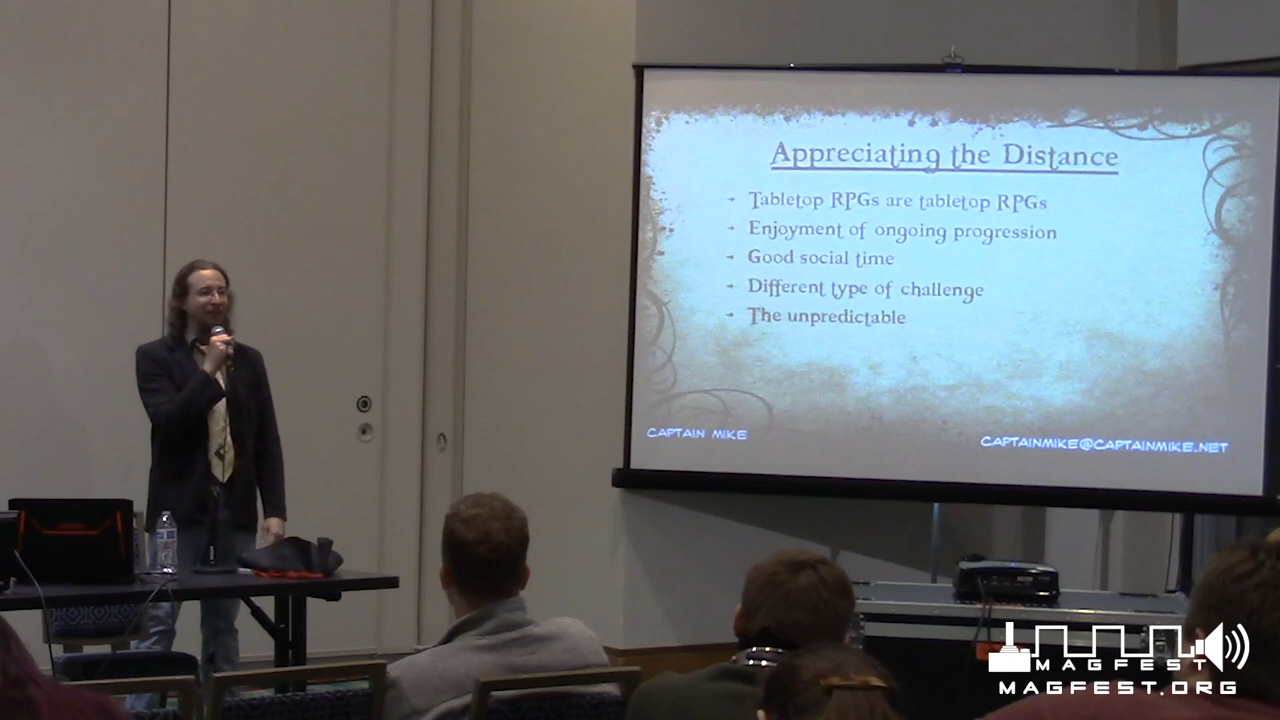 Appreciating the Distance
Tabletop RPGs are tabletop RPGs
Enjoyment of ongoing progression
Good social time
Different type of challenge
The unpredictable
CAPTAIN MIKE
CAPTAINMIKE@CAPTAINMIKE.NET
MAGFEST
MAGFEST.ORG